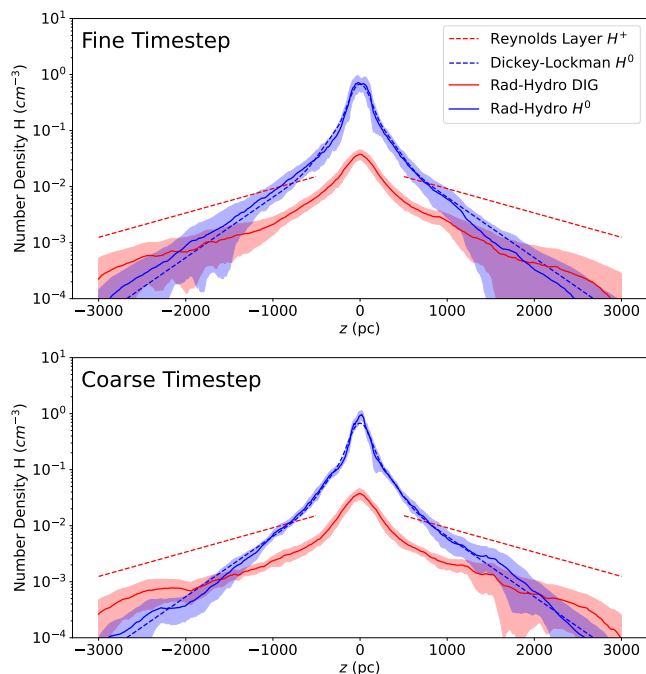 Fine Timestep
Reynolds Layer H⁺
Dickey-Lockman H⁰
Rad-Hydro DIG
Rad-Hydro H⁰
Number Density H (cm⁻³)
10¹
10⁰
10⁻¹
10⁻²
10⁻³
10⁻⁴
−3000 −2000 −1000 0 1000 2000 3000
z (pc)
Coarse Timestep
Number Density H (cm⁻³)
10¹
10⁰
10⁻¹
10⁻²
10⁻³
10⁻⁴
−3000 −2000 −1000 0 1000 2000 3000
z (pc)